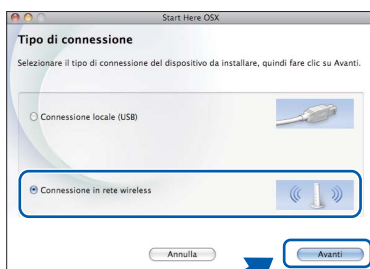 Start Here OSX
Tipo di connessione
Selezionare il tipo di connessione del dispositivo da installare, quindi fare clic su Avanti.
Connessione locale (USB)
Connessione in rete wireless
Annulla
Avanti